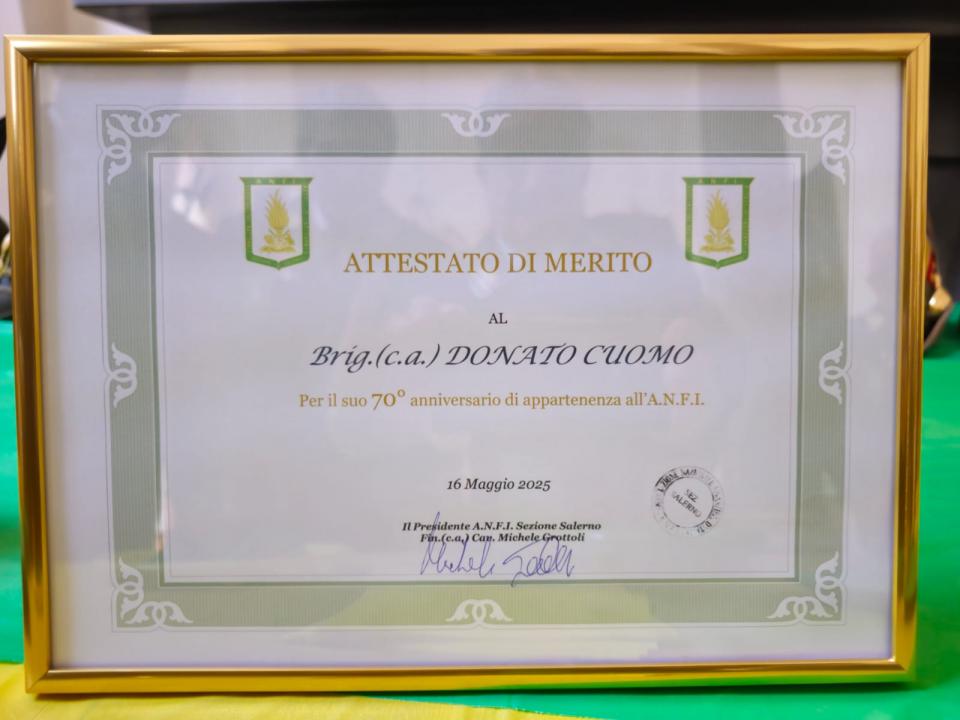 A.N.F.I.
A.N.F.I.
ATTESTATO DI MERITO
AL
Brig.(c.a.) DONATO CUOMO
Per il suo 70° anniversario di appartenenza all'A.N.F.I.
16 Maggio 2025
SEZ.
SALERNO
Il Presidente A.N.F.I. Sezione Salerno
Fin.(c.a.) Cav. Michele Grottoli